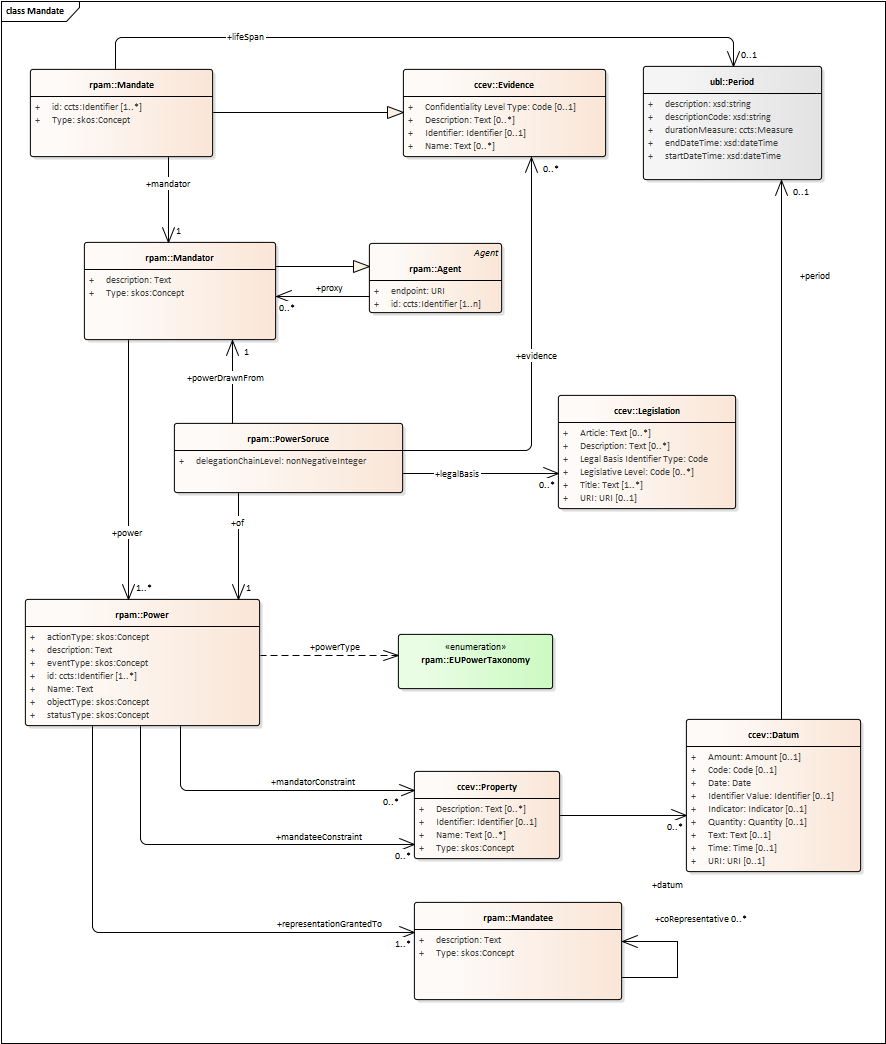 class Mandate
+lifeSpan
0..1
rpam::Mandate
+ id: ccts:Identifier [1..*]
+ Type: skos:Concept
ccev::Evidence
+ Confidentiality Level Type: Code [0..1]
+ Description: Text [0..*]
+ Identifier: Identifier [0..1]
+ Name: Text [0..*]
ubl::Period
+ description: xsd:string
+ descriptionCode: xsd:string
+ durationMeasure: ccts:Measure
+ endDateTime: xsd:dateTime
+ startDateTime: xsd:dateTime
0..*
0..1
+mandator
1
rpam::Mandator
+ description: Text
+ Type: skos:Concept
Agent
rpam::Agent
+ endpoint: URI
+ id: ccts:Identifier [1..n]
+proxy
0..*
+period
1
+powerDrawnFrom
+evidence
rpam::PowerSoruce
+ delegationChainLevel: nonNegativeInteger
ccev::Legislation
+ Article: Text [0..*]
+ Description: Text [0..*]
+ Legal Basis Identifier Type: Code
+ Legislative Level: Code [0..*]
+ Title: Text [1..*]
+ URI: URI [0..1]
+legalBasis
0..*
+of
+power
1..*
1
rpam::Power
+ actionType: skos:Concept
+ description: Text
+ eventType: skos:Concept
+ id: ccts:Identifier [1..*]
+ Name: Text
+ objectType: skos:Concept
+ statusType: skos:Concept
+powerType
«enumeration»
rpam::EUPowerTaxonomy
ccev::Datum
+ Amount: Amount [0..1]
+ Code: Code [0..1]
+ Date: Date
+ Identifier Value: Identifier [0..1]
+ Indicator: Indicator [0..1]
+ Quantity: Quantity [0..1]
+ Text: Text [0..1]
+ Time: Time [0..1]
+ URI: URI [0..1]
+mandatorConstraint
0..*
ccev::Property
+ Description: Text [0..*]
+ Identifier: Identifier [0..1]
+ Name: Text [0..*]
+ Type: skos:Concept
0..*
+mandateeConstraint
0..*
+datum
+representationGrantedTo
1..*
rpam::Mandatee
+ description: Text
+ Type: skos:Concept
+coRepresentative 0..*